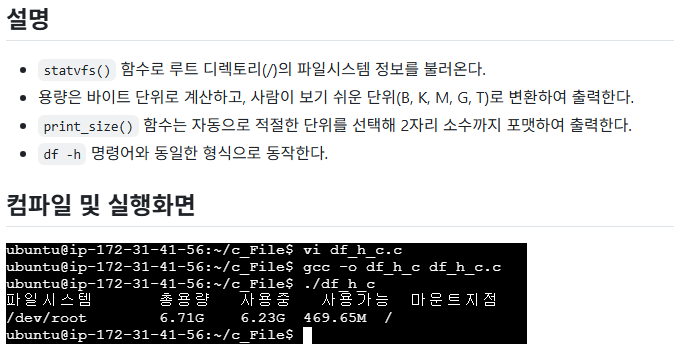 설명
statvfs() 함수로 루트 디렉토리(/)의 파일시스템 정보를 불러온다.
용량은 바이트 단위로 계산하고, 사람이 보기 쉬운 단위(B, K, M, G, T)로 변환하여 출력한다.
print_size() 함수는 자동으로 적절한 단위를 선택해 2자리 소수까지 포맷하여 출력한다.
df -h 명령어와 동일한 형식으로 동작한다.
컴파일 및 실행화면
ubuntu@ip-172-31-41-56:~/c_File$ vi df_h_c.c
ubuntu@ip-172-31-41-56:~/c_File$ gcc -o df_h_c df_h_c.c
ubuntu@ip-172-31-41-56:~/c_File$ ./df_h_c
파일시스템 총용량 사용중 사용가능 마운트지점
/dev/root 6.71G 6.23G 469.65M /
ubuntu@ip-172-31-41-56:~/c_File$